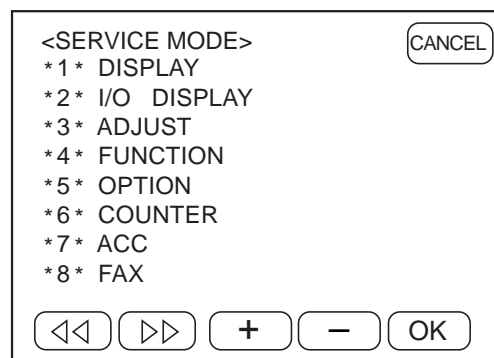 <SERVICE MODE> CANCEL
*1* DISPLAY
*2* I/O DISPLAY
*3* ADJUST
*4* FUNCTION
*5* OPTION
*6* COUNTER
*7* ACC
*8* FAX
+ − OK